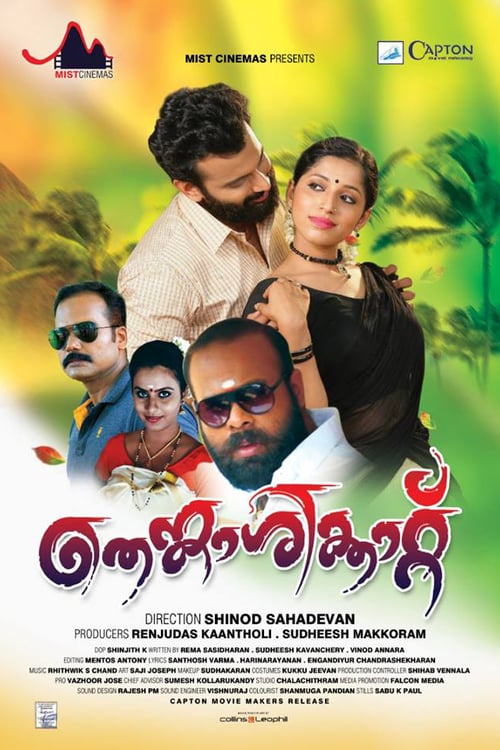 MIST CINEMAS
MIST CINEMAS PRESENTS
CAPTON
തെങ്കാശികാറ്റ്
DIRECTION SHINOD SAHADEVAN
PRODUCERS RENJUDAS KAANTHOLI . SUDHEESH MAKKORAM
DOP SHINJITH K WRITTEN BY REMA SASIDHARAN . SUDHEESH KAVANCHERY . VINOD ANNARA
EDITING MENTOS ANTONY LYRICS SANTHOSH VARMA . HARINARAYANAN . ENGANDIYUR CHANDRASHEKHARAN
MUSIC RHITHWIK S CHAND ART SAJI JOSEPH MAKEUP SUDHAKARAN COSTUMES KUKKU JEEVAN PRODUCTION CONTROLLER SHIHAB VENNALA
PRO VAZHOOR JOSE CHIEF ADVISOR SUMESH KOLLARUKANDY STUDIO CHALACHITHRAM MEDIA PROMOTION FALCON MEDIA
SOUND DESIGN RAJESH PM SOUND ENGINEER VISHNURAJ COLOURIST SHANMUGA PANDIAN STILLS SABU K PAUL
CAPTON MOVIE MAKERS RELEASE
collins Leophil